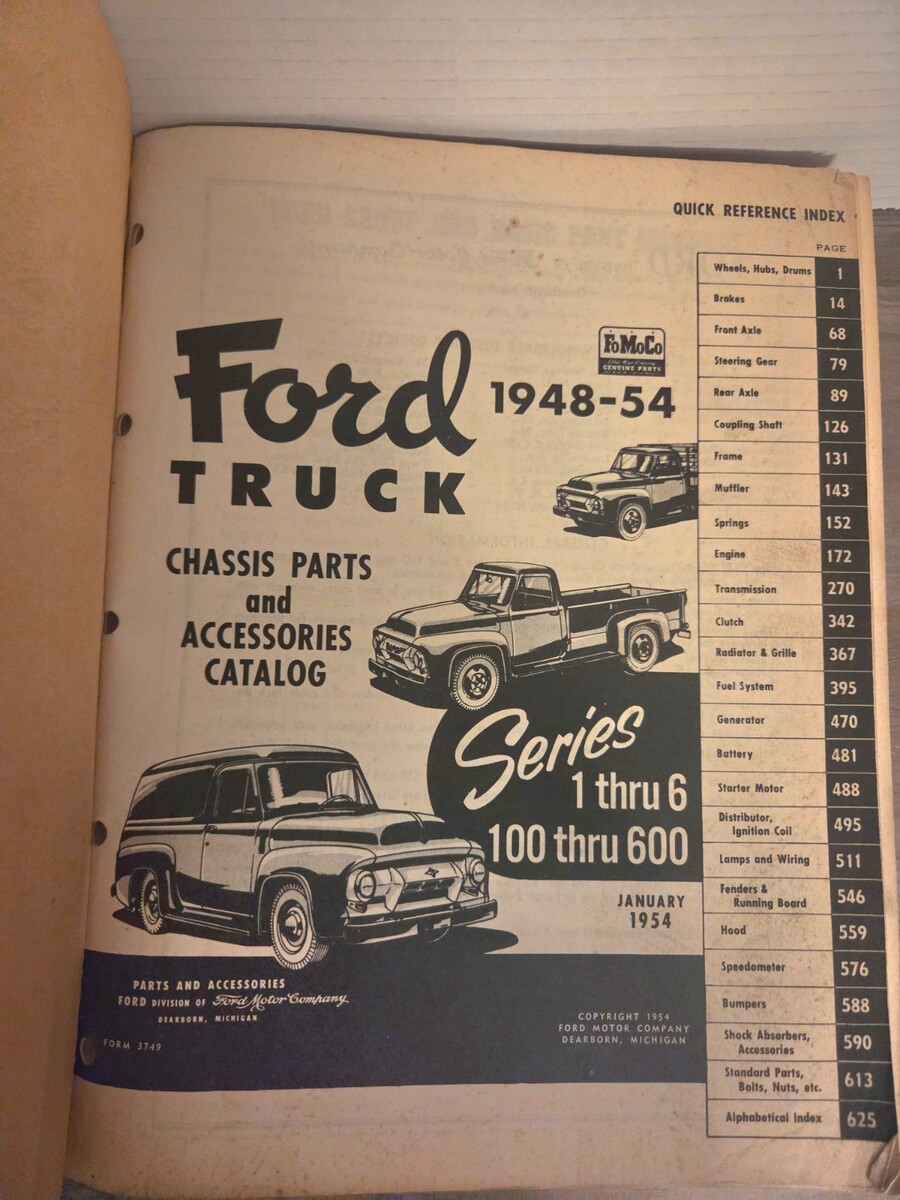 QUICK REFERENCE INDEX
PAGE
Wheels, Hubs, Drums 1
Brakes 14
Front Axle 68
Steering Gear 79
Rear Axle 89
Coupling Shaft 126
Frame 131
Muffler 143
Springs 152
Engine 172
Transmission 270
Clutch 342
Radiator & Grille 367
Fuel System 395
Generator 470
Battery 481
Starter Motor 488
Distributor,
Ignition Coil 495
Lamps and Wiring 511
Fenders &
Running Board 546
Hood 559
Speedometer 576
Bumpers 588
Shock Absorbers,
Accessories 590
Standard Parts,
Bolts, Nuts, etc. 613
Alphabetical Index 625
FoMoCo
GENUINE PARTS
Ford 1948-54
TRUCK
CHASSIS PARTS
and
ACCESSORIES
CATALOG
Series
1 thru 6
100 thru 600
JANUARY
1954
PARTS AND ACCESSORIES
FORD DIVISION OF Ford Motor Company
DEARBORN, MICHIGAN
FORM 3749
COPYRIGHT 1954
FORD MOTOR COMPANY
DEARBORN, MICHIGAN